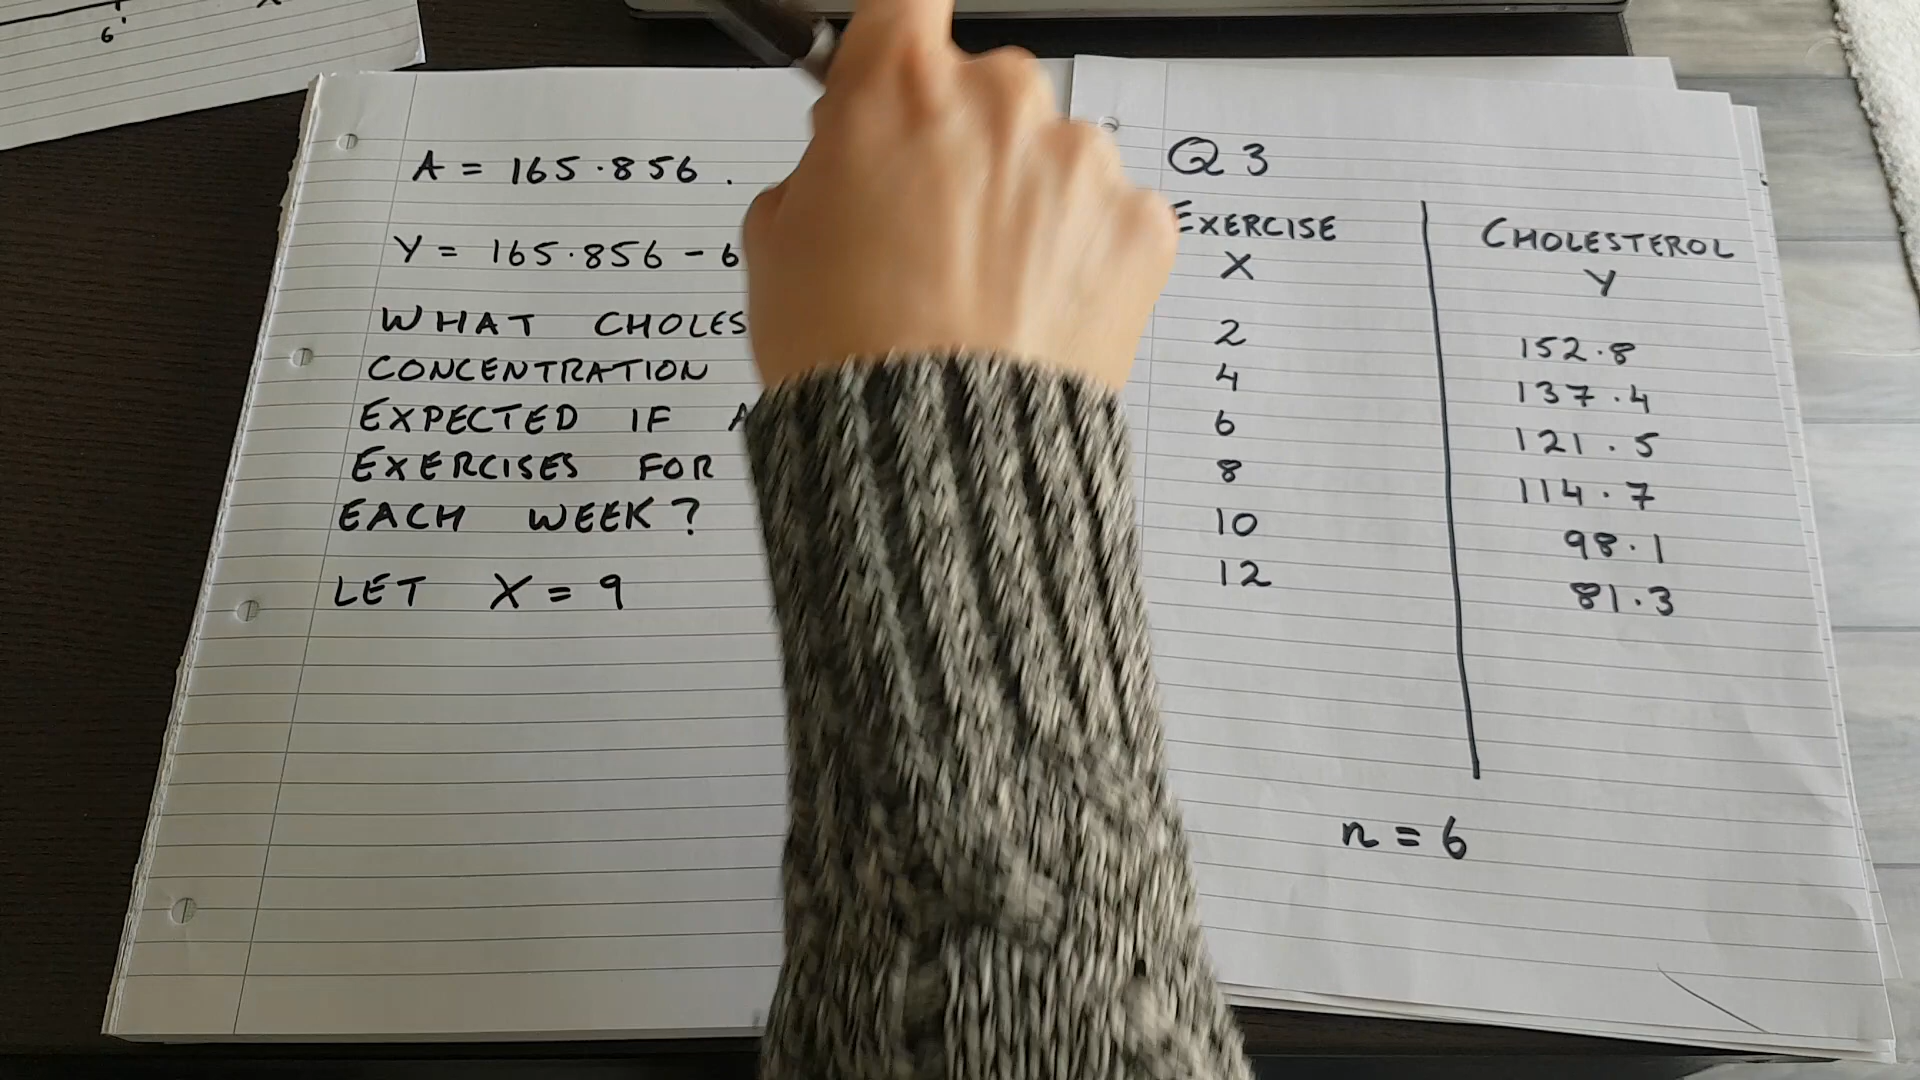 6
A = 165.856.
Y = 165.856 - 6
WHAT
CONCENTRATION
EXPECTED IF
EXERCISES FOR
EACH WEEK?
LET X = 9
Q3
EXERCISE CHOLESTEROL
X Y
2 152.8
4 137.4
6 121.5
8 114.7
10 98.1
12 81.3
n = 6